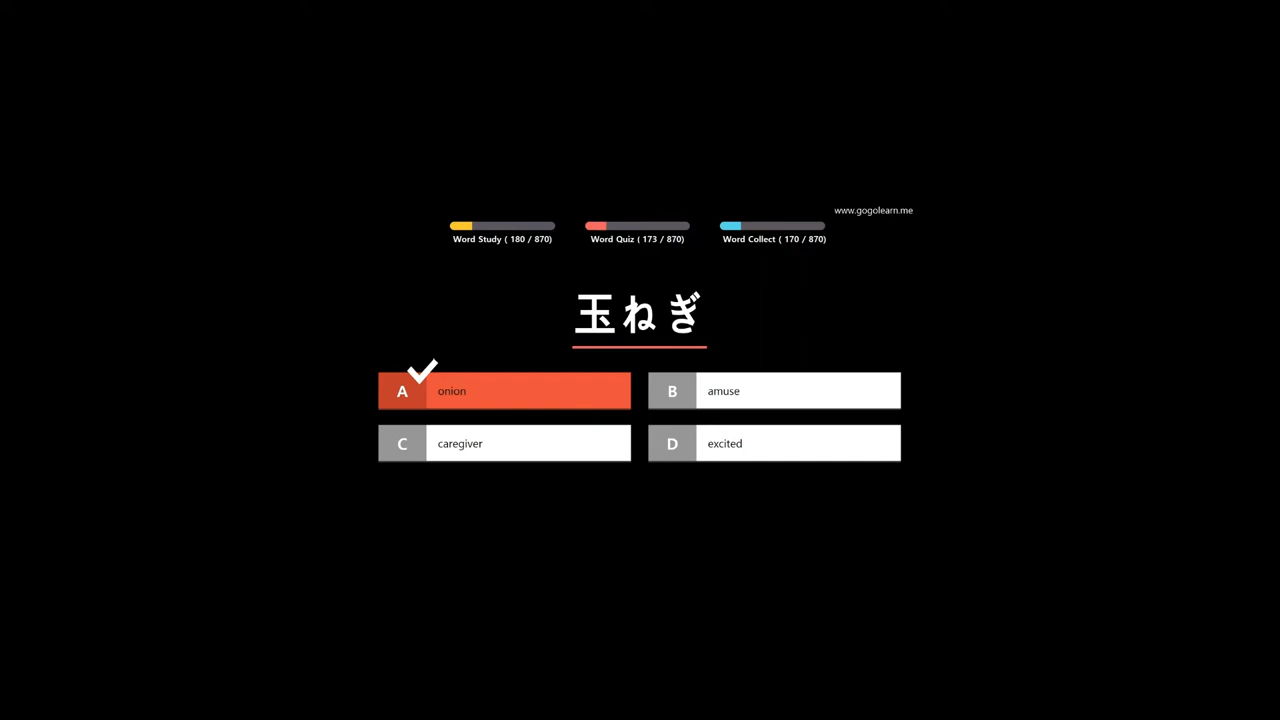 www.gogolearn.me
Word Study ( 180 / 870)
Word Quiz ( 173 / 870)
Word Collect ( 170 / 870)
玉ねぎ
A onion
B amuse
C caregiver
D excited